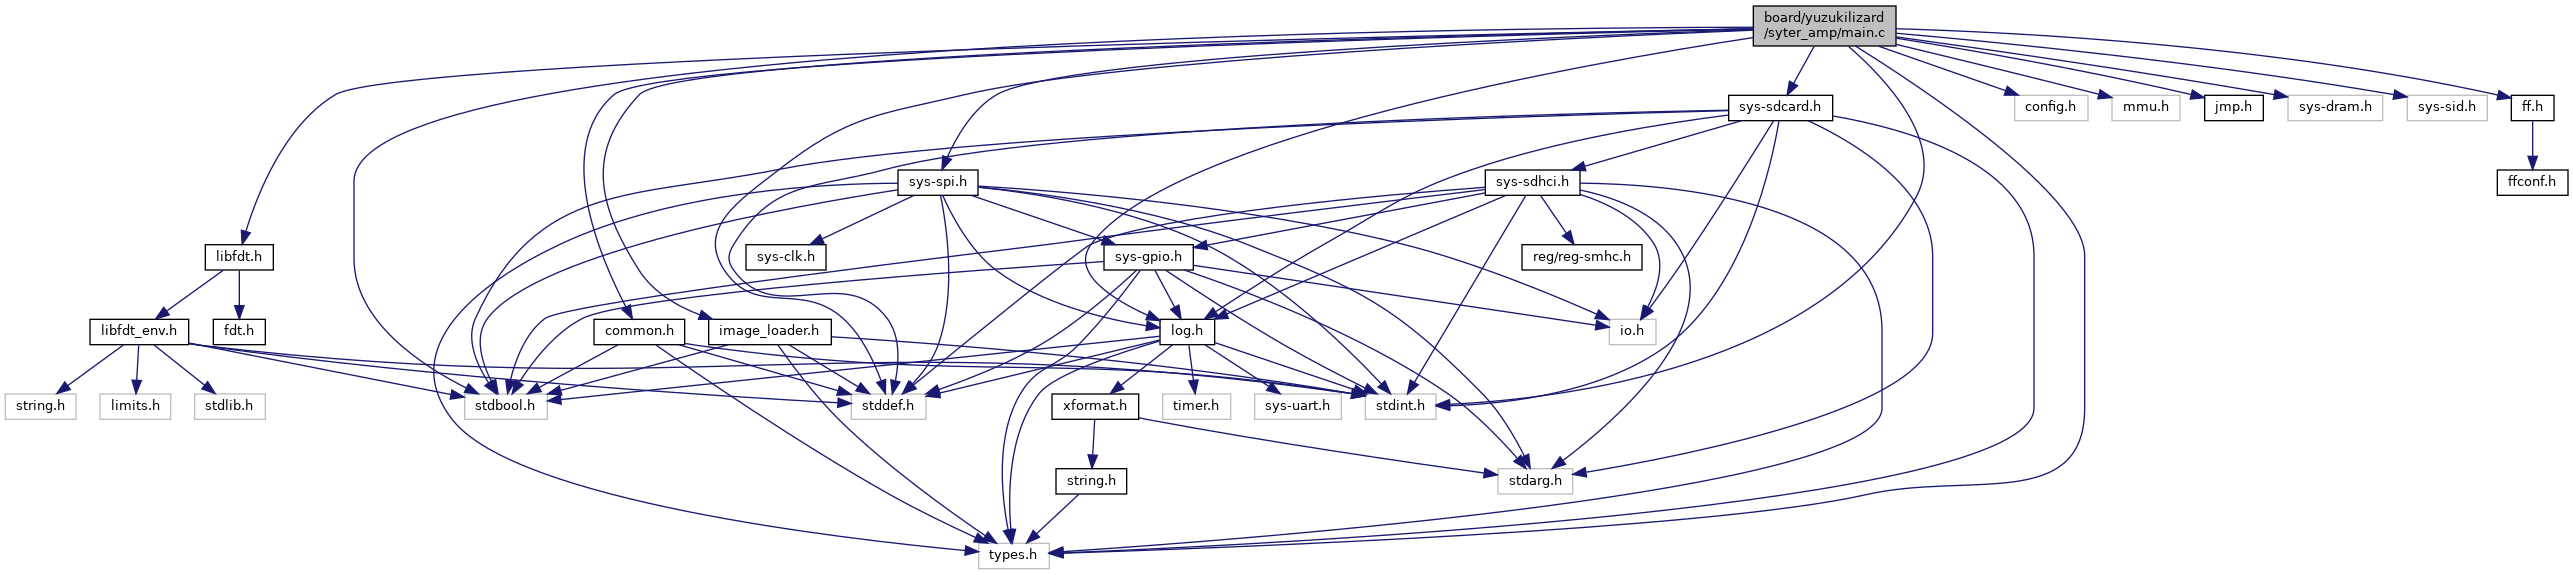 board/yuzukilizard
/syter_amp/main.c
sys-sdcard.h
config.h
mmu.h
jmp.h
sys-dram.h
sys-sid.h
ff.h
sys-spi.h
sys-sdhci.h
ffconf.h
libfdt.h
sys-clk.h
sys-gpio.h
reg/reg-smhc.h
libfdt_env.h
fdt.h
common.h
image_loader.h
log.h
io.h
string.h
limits.h
stdlib.h
stdbool.h
stddef.h
xformat.h
timer.h
sys-uart.h
stdint.h
string.h
stdarg.h
types.h